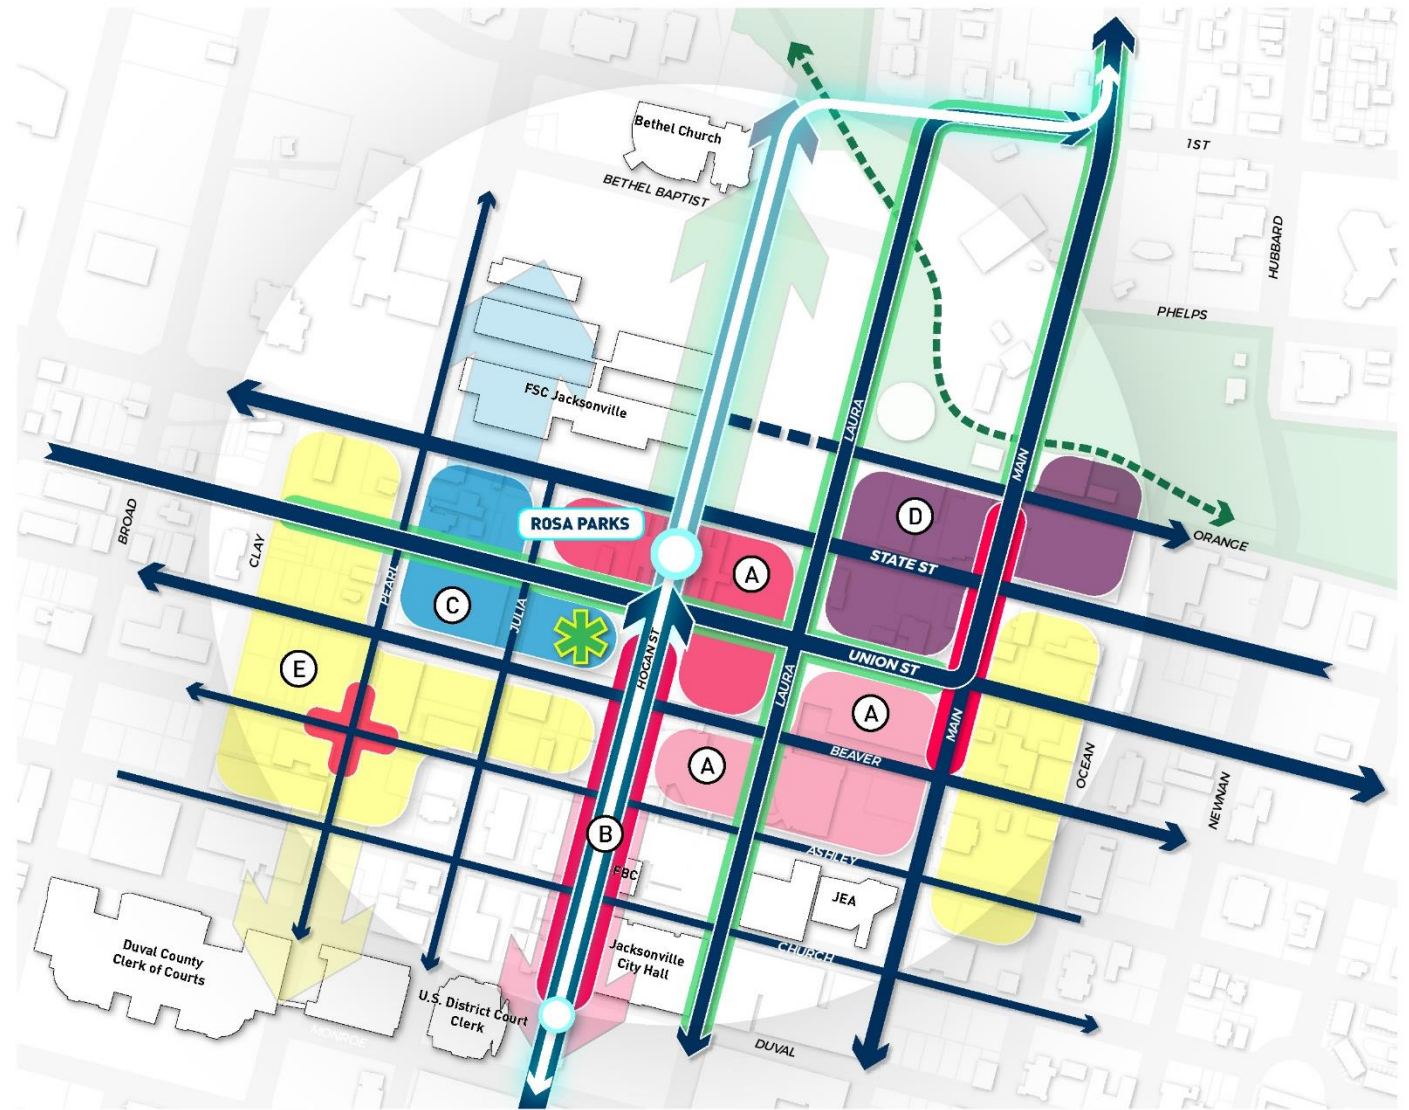 Bethel Church
BETHEL BAPTIST
1ST
HUBBARD
PHELPS
FSC Jacksonville
LAURA
MAIN
BROAD
CLAY
ROSA PARKS
D
ORANGE
STATE ST
A
PEARL
C
JULIA
HOGAN ST
UNION ST
E
LAURA
A
MAIN
BEAVER
A
OCEAN
NEWNAN
B
ASHLEY
FBC
JEA
Duval County
Clerk of Courts
Jacksonville
City Hall
CHURCH
U.S. District Court
Clerk
MONROE
DUVAL